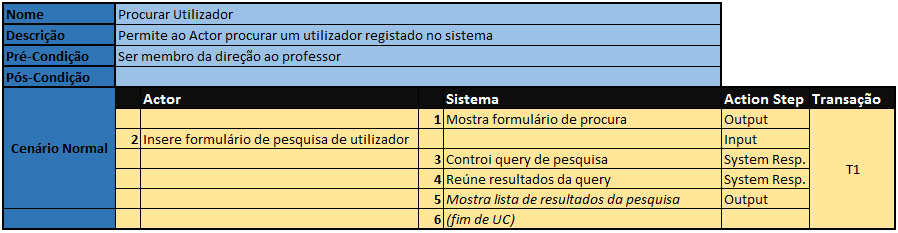 Nome Procurar Utilizador
Descrição Permite ao Actor procurar um utilizador registado no sistema
Pré-Condição Ser membro da direção ao professor
Pós-Condição
Actor Sistema Action Step Transação
1 Mostra formulário de procura Output
2 Insere formulário de pesquisa de utilizador Input
Cenário Normal 3 Controi query de pesquisa System Resp.
T1
4 Reúne resultados da query System Resp.
5 Mostra lista de resultados da pesquisa Output
6 (fim de UC)